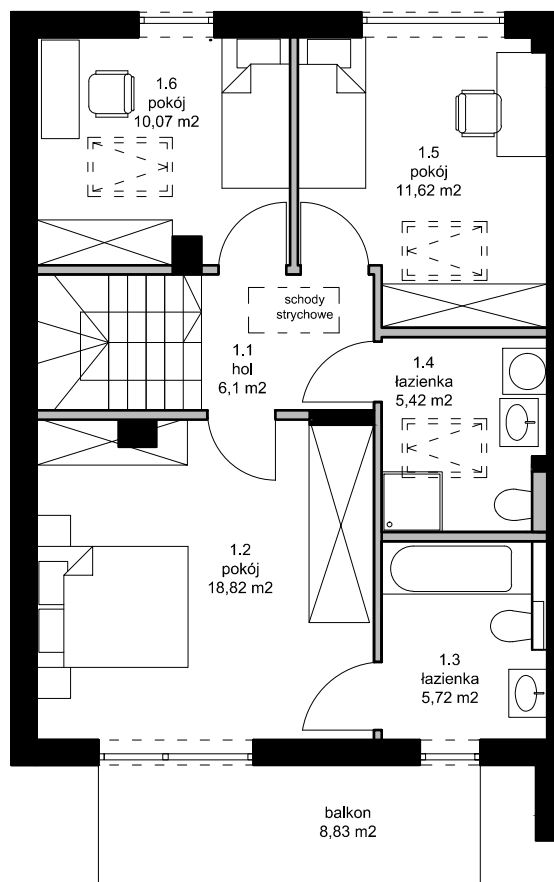 1.6
pokój
10,07 m2
1.5
pokój
11,62 m2
schody
strychowe
1.1
hol
6,1 m2
1.4
łazienka
5,42 m2
1.2
pokój
18,82 m2
1.3
łazienka
5,72 m2
balkon
8,83 m2